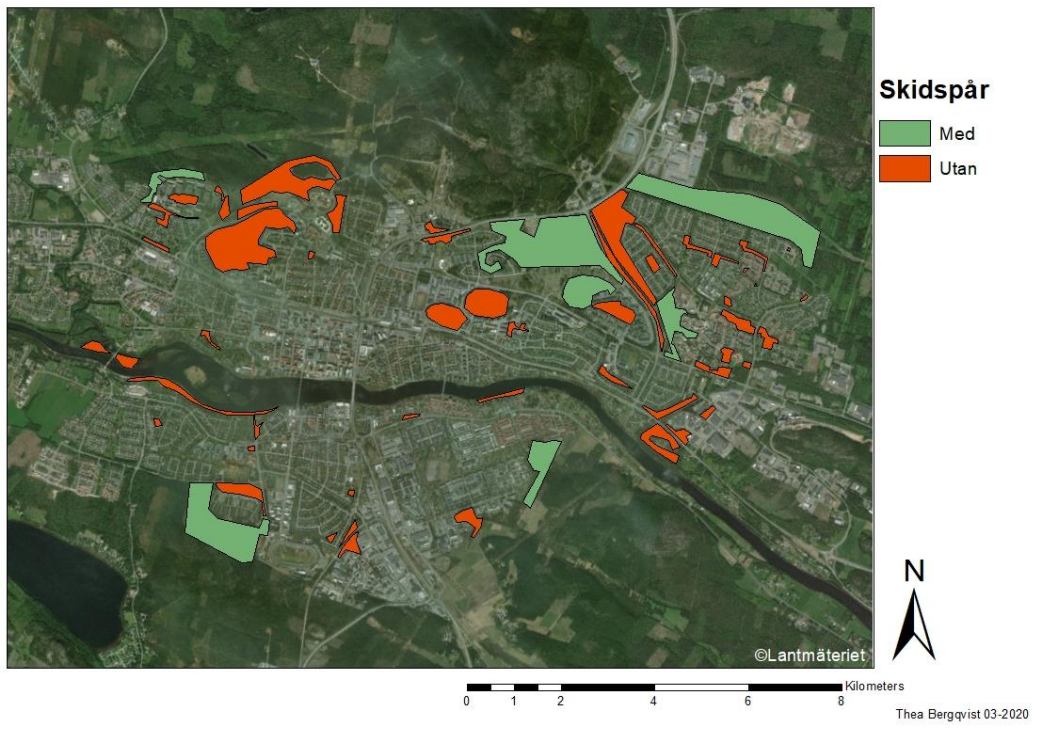 Skidspår
Med
Utan
N
©Lantmäteriet
Kilometers
0 1 2 4 6 8
Thea Bergqvist 03-2020